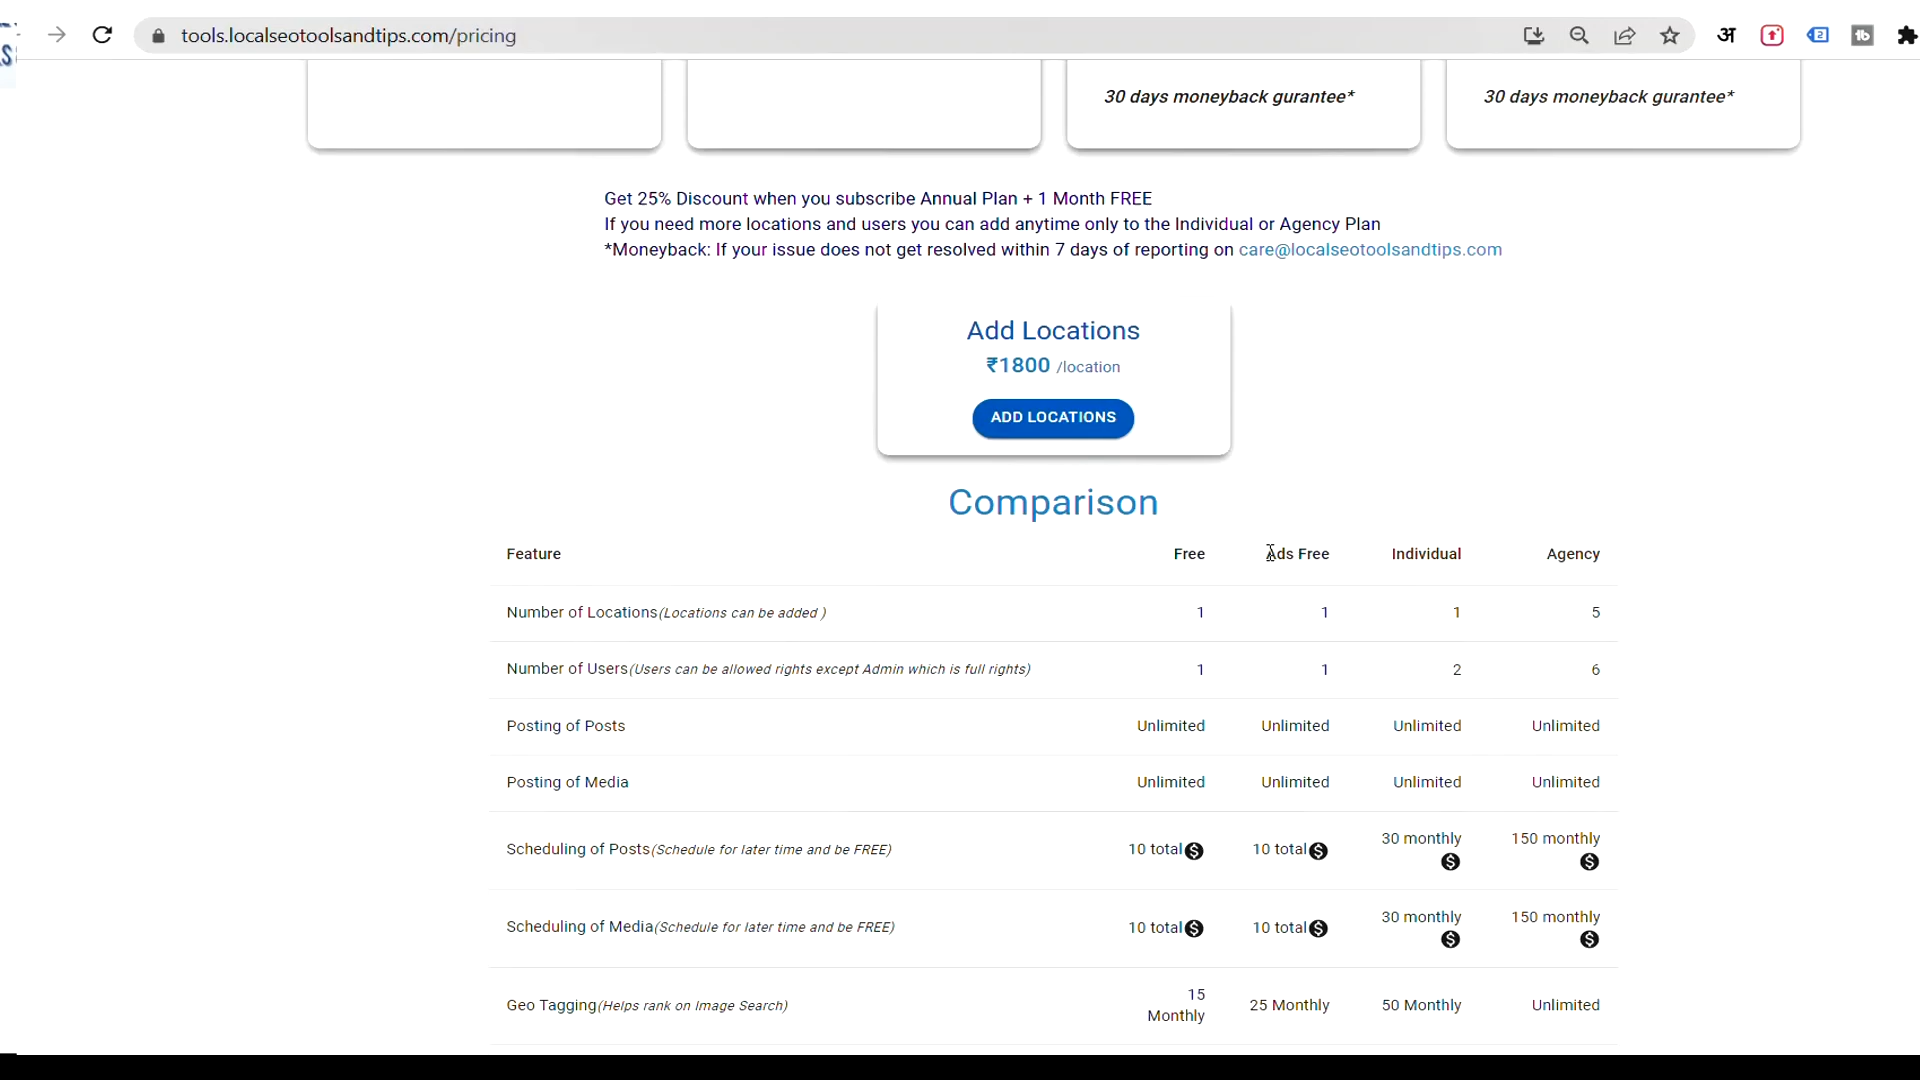 tools.localseotoolsandtips.com/pricing
30 days moneyback gurantee*
30 days moneyback gurantee*
Get 25% Discount when you subscribe Annual Plan + 1 Month FREE
If you need more locations and users you can add anytime only to the Individual or Agency Plan
*Moneyback: If your issue does not get resolved within 7 days of reporting on care@localseotoolsandtips.com
Add Locations
₹1800 /location
ADD LOCATIONS
Comparison
Feature Free Ads Free Individual Agency
Number of Locations(Locations can be added ) 1 1 1 5
Number of Users(Users can be allowed rights except Admin which is full rights) 1 1 2 6
Posting of Posts Unlimited Unlimited Unlimited Unlimited
Posting of Media Unlimited Unlimited Unlimited Unlimited
Scheduling of Posts(Schedule for later time and be FREE) 10 total $ 10 total $ 30 monthly $ 150 monthly $
Scheduling of Media(Schedule for later time and be FREE) 10 total $ 10 total $ 30 monthly $ 150 monthly $
Geo Tagging(Helps rank on Image Search) 15 Monthly 25 Monthly 50 Monthly Unlimited